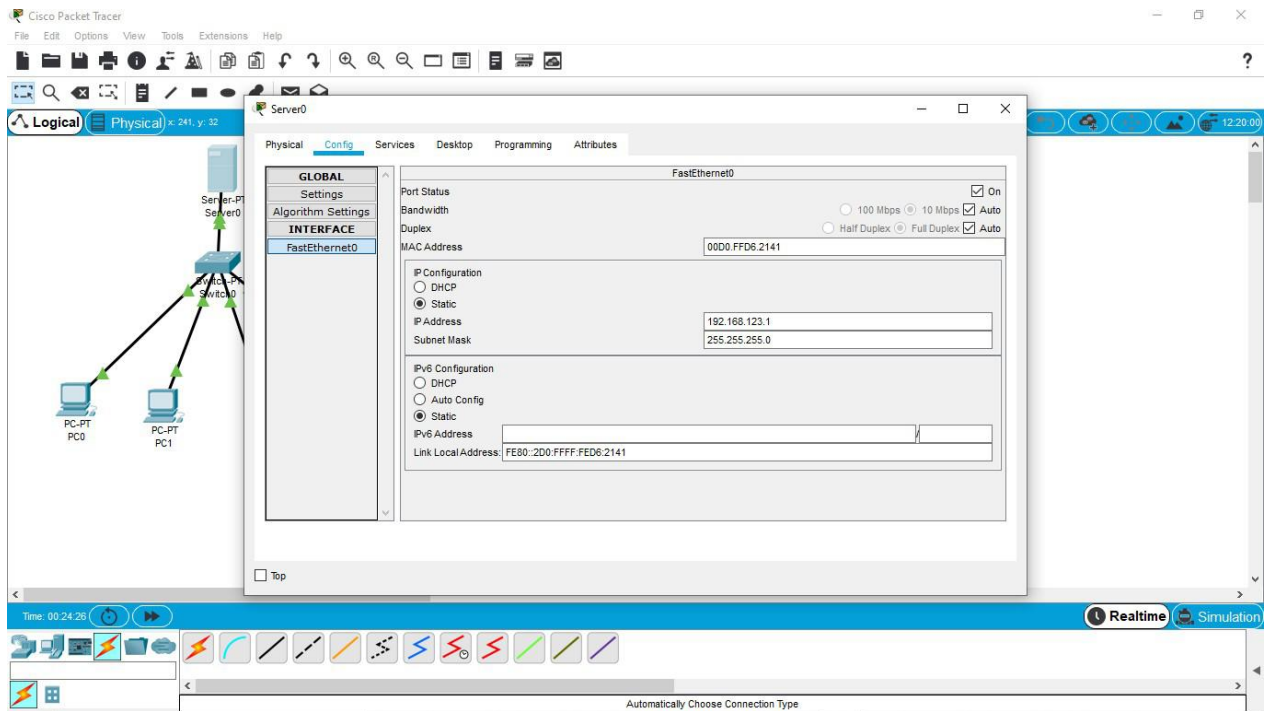 Cisco Packet Tracer
File Edit Options View Tools Extensions Help
?
Logical Physical x: 241, y: 32
12:20:00
Server0
Physical Config Services Desktop Programming Attributes
GLOBAL
Settings
Algorithm Settings
INTERFACE
FastEthernet0
FastEthernet0
Port Status On
Bandwidth 100 Mbps 10 Mbps Auto
Duplex Half Duplex Full Duplex Auto
MAC Address 00D0.FFD6.2141
IP Configuration
DHCP
Static
IP Address 192.168.123.1
Subnet Mask 255.255.255.0
IPv6 Configuration
DHCP
Auto Config
Static
IPv6 Address /
Link Local Address: FE80::2D0:FFFF:FED6:2141
Top
Server-PT
Server0
Switch-PT
Switch0
PC-PT
PC0
PC-PT
PC1
Time: 00:24:26
Realtime Simulation
Automatically Choose Connection Type